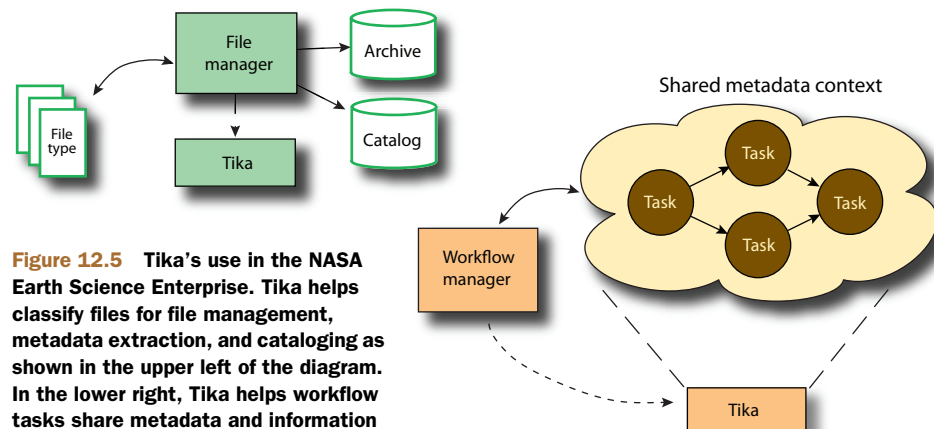 File
manager
Archive
File
type
Tika
Catalog
Shared metadata context
Task
Task
Task
Task
Workflow
manager
Tika
Figure 12.5 Tika’s use in the NASA
Earth Science Enterprise. Tika helps
classify files for file management,
metadata extraction, and cataloging as
shown in the upper left of the diagram.
In the lower right, Tika helps workflow
tasks share metadata and information